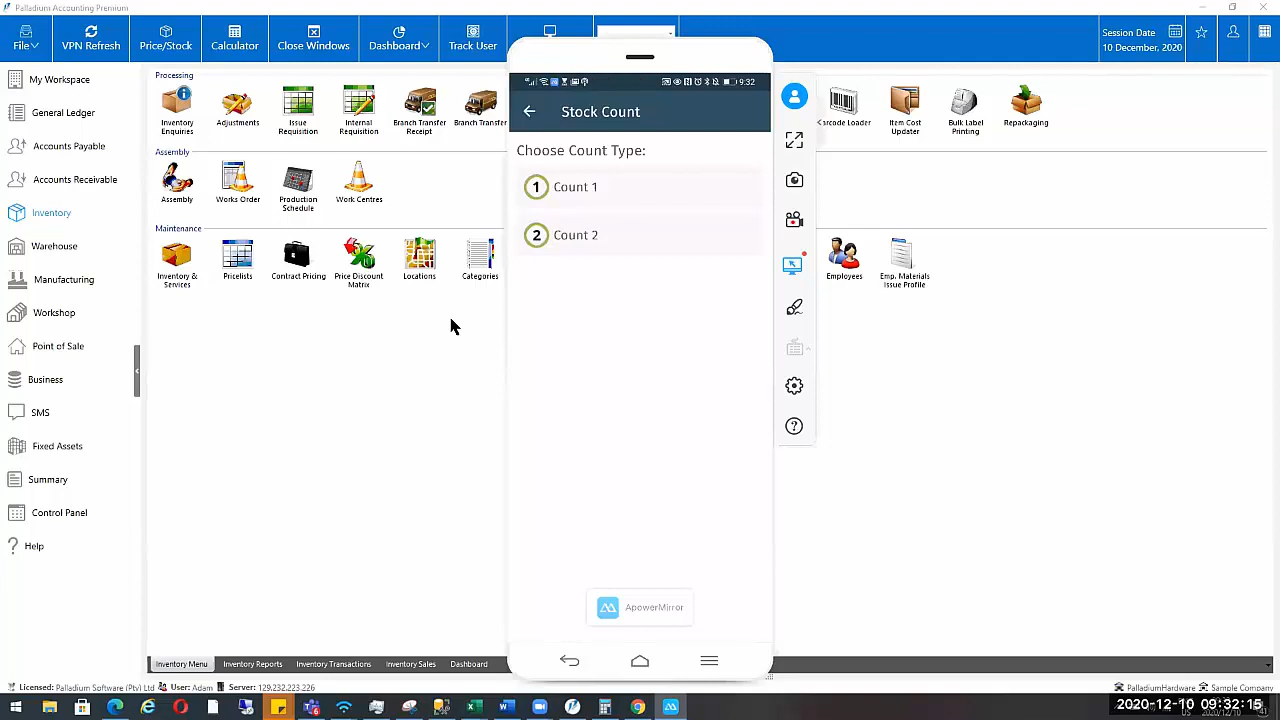 Palladium Accounting Premium
File
VPN Refresh
Price/Stock
Calculator
Close Windows
Dashboard
Track User
Session Date
10 December, 2020
My Workspace
General Ledger
Accounts Payable
Accounts Receivable
Inventory
Warehouse
Manufacturing
Workshop
Point of Sale
Business
SMS
Fixed Assets
Summary
Control Panel
Help
Processing
Inventory Enquiries
Adjustments
Issue Requisition
Internal Requisition
Branch Transfer Receipt
Branch Transfer
arcode Loader
Item Cost Updater
Bulk Label Printing
Repackaging
Assembly
Assembly
Works Order
Production Schedule
Work Centres
Maintenance
Inventory & Services
Pricelists
Contract Pricing
Price Discount Matrix
Locations
Categories
Employees
Emp. Materials Issue Profile
9:32
Stock Count
Choose Count Type:
1 Count 1
2 Count 2
ApowerMirror
Inventory Menu
Inventory Reports
Inventory Transactions
Inventory Sales
Dashboard
Licensed: Palladium Software (Pty) Ltd
User: Adam
Server: 129.232.223.226
PalladiumHardware
Sample Company
2020-12-10 09:32:15